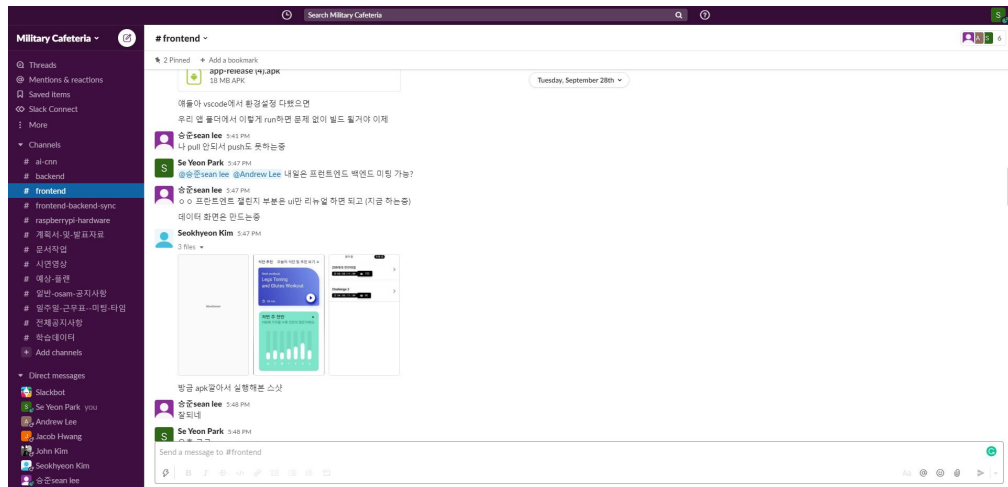 Search Military Cafeteria
S
Military Cafeteria
Threads
Mentions & reactions
Saved items
Slack Connect
More
Channels
# ai-cnn
# backend
# frontend
# frontend-backend-sync
# raspberrypi-hardware
# 계획서-및-발표자료
# 문서작업
# 시연영상
# 예상-플랜
# 일반-osam-공지사항
# 일주일-근무표--미팅-타임
# 전체공지사항
# 학습데이터
+ Add channels
Direct messages
Slackbot
Se Yeon Park you
Andrew Lee
Jacob Hwang
John Kim
Seokhyeon Kim
승준sean lee
# frontend
A S 6
2 Pinned + Add a bookmark
Tuesday, September 28th
app-release (4).apk
18 MB APK
얘들아 vscode에서 환경설정 다했으면
우리 앱 폴더에서 이렇게 run하면 문제 없이 빌드 될거야 이제
승준sean lee 5:41 PM
나 pull 안되서 push도 못하는중
S
Se Yeon Park 5:47 PM
@승준sean lee @Andrew Lee 내일은 프런트엔드 백엔드 미팅 가능?
승준sean lee 5:47 PM
ㅇㅇ 프란트엔트 챌린지 부분은 ui만 리뉴얼 하면 되고 (지금 하는중)
데이터 화면은 만드는중
Seokhyeon Kim 5:47 PM
3 files
Legs Toning
and Glutes Workout
Challenge 2
방금 apk깔아서 실행해본 스샷
승준sean lee 5:48 PM
잘되네
S
Se Yeon Park 5:48 PM
Send a message to #frontend
B I S </>
Aa @